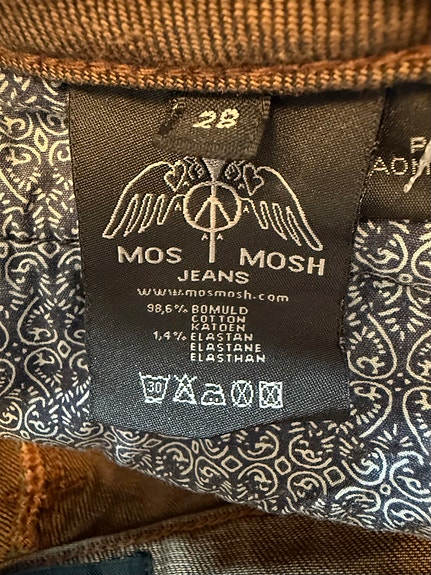 28
MOS MOSH
JEANS
www.mosmosh.com
98,6% BOMULD
COTTON
KATOEN
1,4% ELASTAN
ELASTANE
ELASTHAN
30